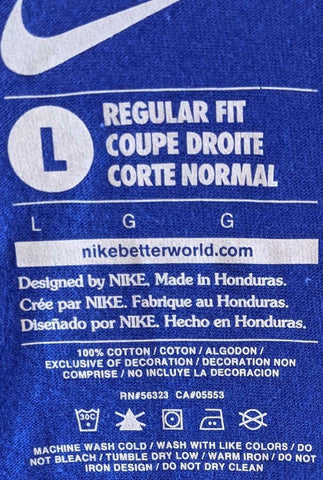 REGULAR FIT
L
COUPE DROITE
CORTE NORMAL
L G G
nikebetterworld.com
Designed by NIKE. Made in Honduras.
Crée par NIKE. Fabrique au Honduras.
Diseñado por NIKE. Hecho en Honduras.
100% COTTON / COTON / ALGODON /
EXCLUSIVE OF DECORATION / DECORATION NON
COMPRISE / NO INCLUYE LA DECORACION
RN#56323 CA#05553
30C
MACHINE WASH COLD / WASH WITH LIKE COLORS / DO
NOT BLEACH / TUMBLE DRY LOW / WARM IRON / DO NOT
IRON DESIGN / DO NOT DRY CLEAN